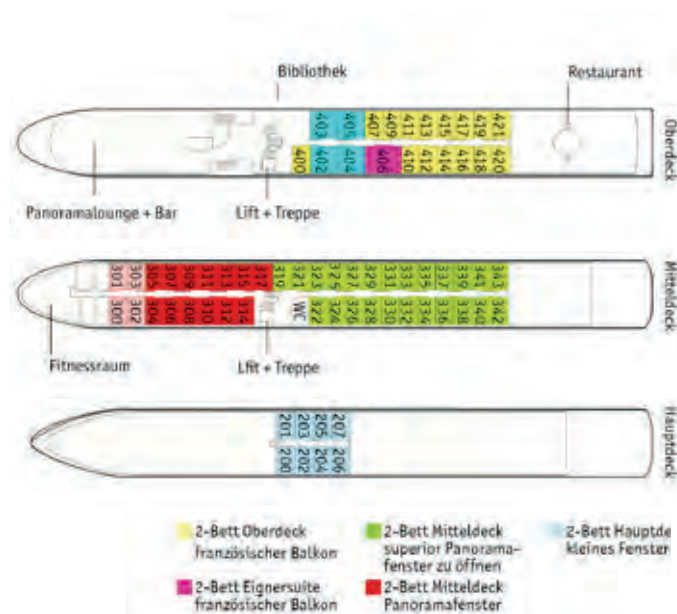 Bibliothek
Restaurant
403 405 407 409 411 413 415 417 419 421
400 402 404 406 410 412 414 416 418 420
Oberdeck
Panoramalounge + Bar
Lift + Treppe
301 303 305 307 309 311 313 315 317 319 321 323 325 327 329 331 333 335 337 339 341 343
300 302 304 306 308 310 312 314 WC 322 324 326 328 330 332 334 336 338 340 342
Mitteldeck
Fitnessraum
Lfit + Treppe
201 203 205 207
200 202 204 206
Hauptdeck
2-Bett Oberdeck
französischer Balkon
2-Bett Mitteldeck
superior Panorama-
fenster zu öffnen
2-Bett Hauptde
kleines Fenster
2-Bett Eignersuite
französischer Balkon
2-Bett Mitteldeck
Panoramafenster